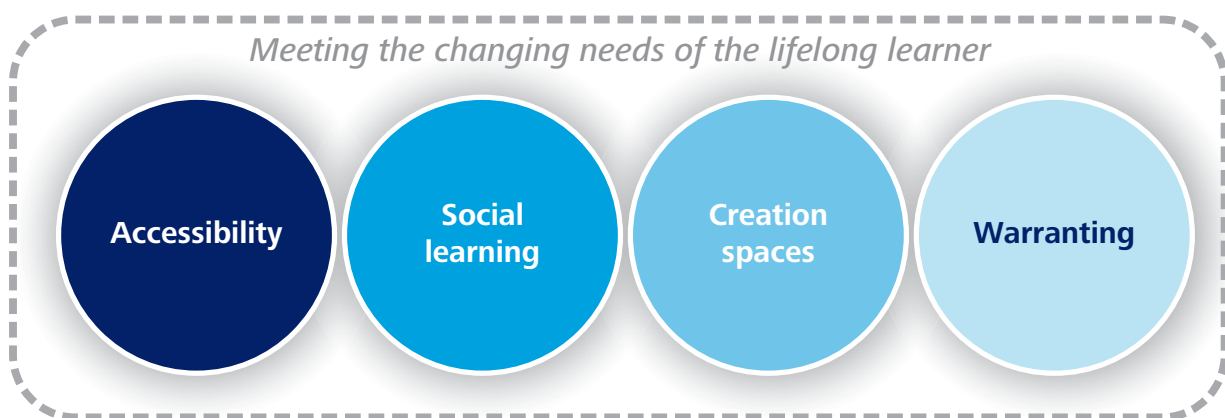 Meeting the changing needs of the lifelong learner
Accessibility
Social
learning
Creation
spaces
Warranting